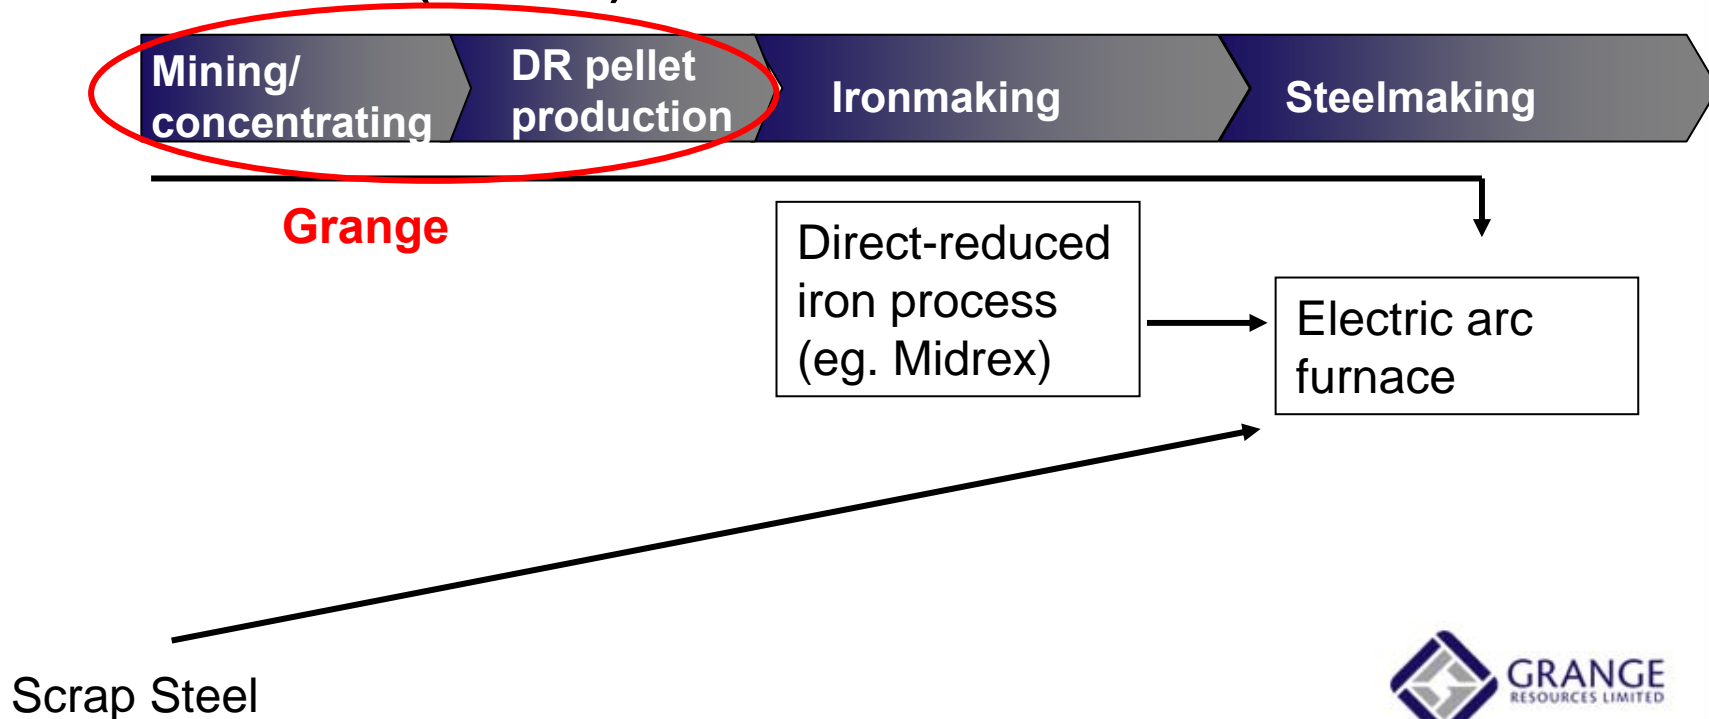 Mining/
concentrating
DR pellet
production
Ironmaking
Steelmaking
Grange
Direct-reduced
iron process
(eg. Midrex)
Electric arc
furnace
Scrap Steel
GRANGE
RESOURCES LIMITED